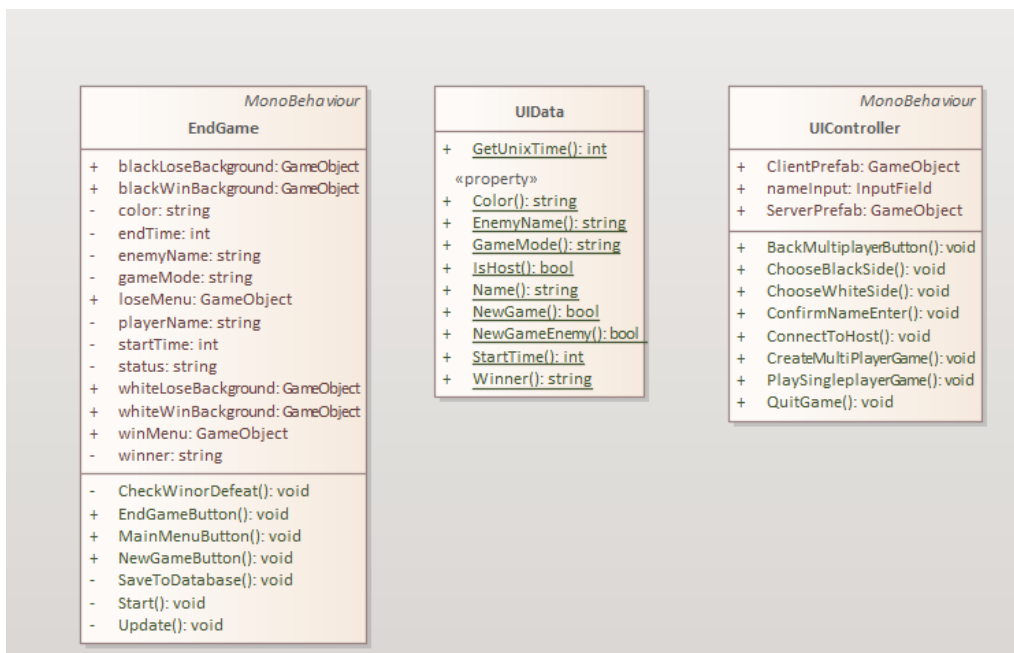 MonoBehaviour
EndGame
+ blackLoseBackground: GameObject
+ blackWinBackground: GameObject
- color: string
- endTime: int
- enemyName: string
- gameMode: string
+ loseMenu: GameObject
- playerName: string
- startTime: int
- status: string
+ whiteLoseBackground: GameObject
+ whiteWinBackground: GameObject
+ winMenu: GameObject
- winner: string
- CheckWinorDefeat(): void
+ EndGameButton(): void
+ MainMenuButton(): void
+ NewGameButton(): void
- SaveToDatabase(): void
- Start(): void
- Update(): void
UIData
+ GetUnixTime(): int
«property»
+ Color(): string
+ EnemyName(): string
+ GameMode(): string
+ IsHost(): bool
+ Name(): string
+ NewGame(): bool
+ NewGameEnemy(): bool
+ StartTime(): int
+ Winner(): string
MonoBehaviour
UIController
+ ClientPrefab: GameObject
+ nameInput: InputField
+ ServerPrefab: GameObject
+ BackMultiplayerButton(): void
+ ChooseBlackSide(): void
+ ChooseWhiteSide(): void
+ ConfirmNameEnter(): void
+ ConnectToHost(): void
+ CreateMultiPlayerGame(): void
+ PlaySingleplayerGame(): void
+ QuitGame(): void